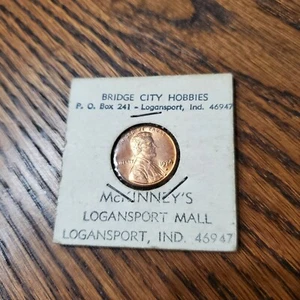 BRIDGE CITY HOBBIES
P. O. Box 241 - Logansport, Ind. 46947
McKINNEY'S
LOGANSPORT MALL
LOGANSPORT, IND. 46947